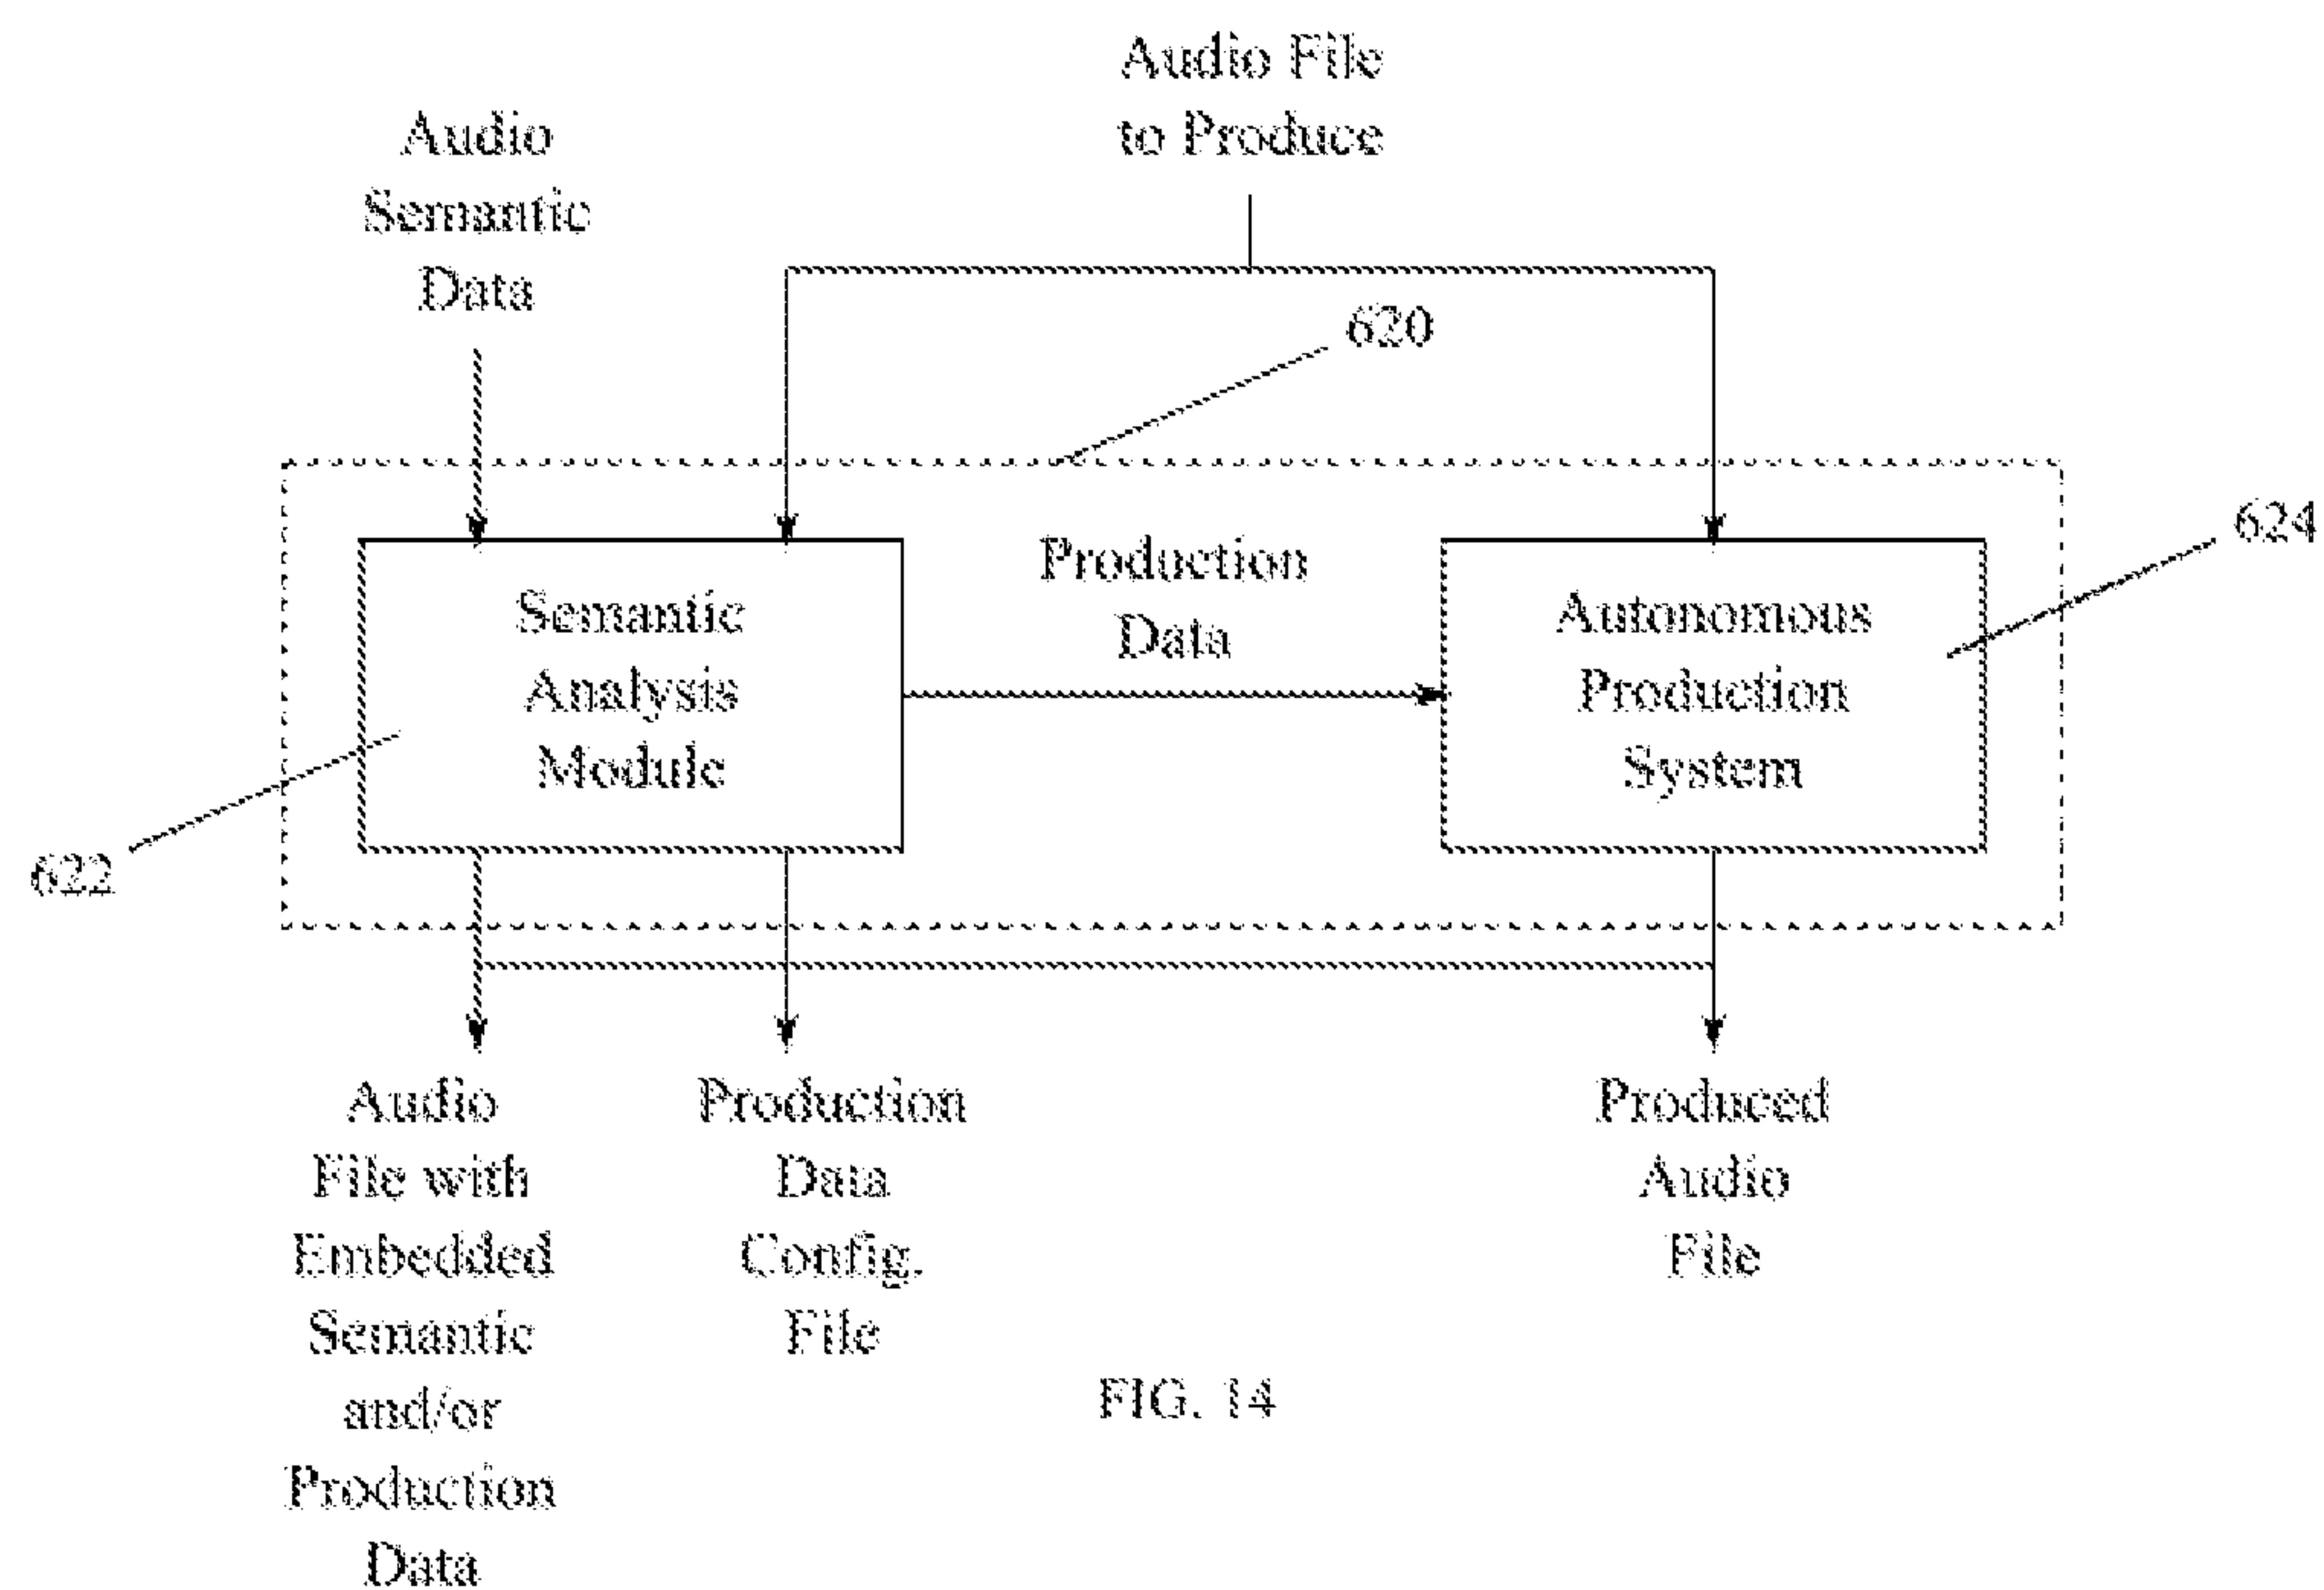 Audio File
to Produce
Audio
Semantic
Data
620
624
Production
Data
Semantic
Analysis
Module
Autonomous
Production
System
622
Audio
File with
Embedded
Semantic
and/or
Production
Data
Production
Data
Config.
File
Produced
Audio
File
FIG. 14